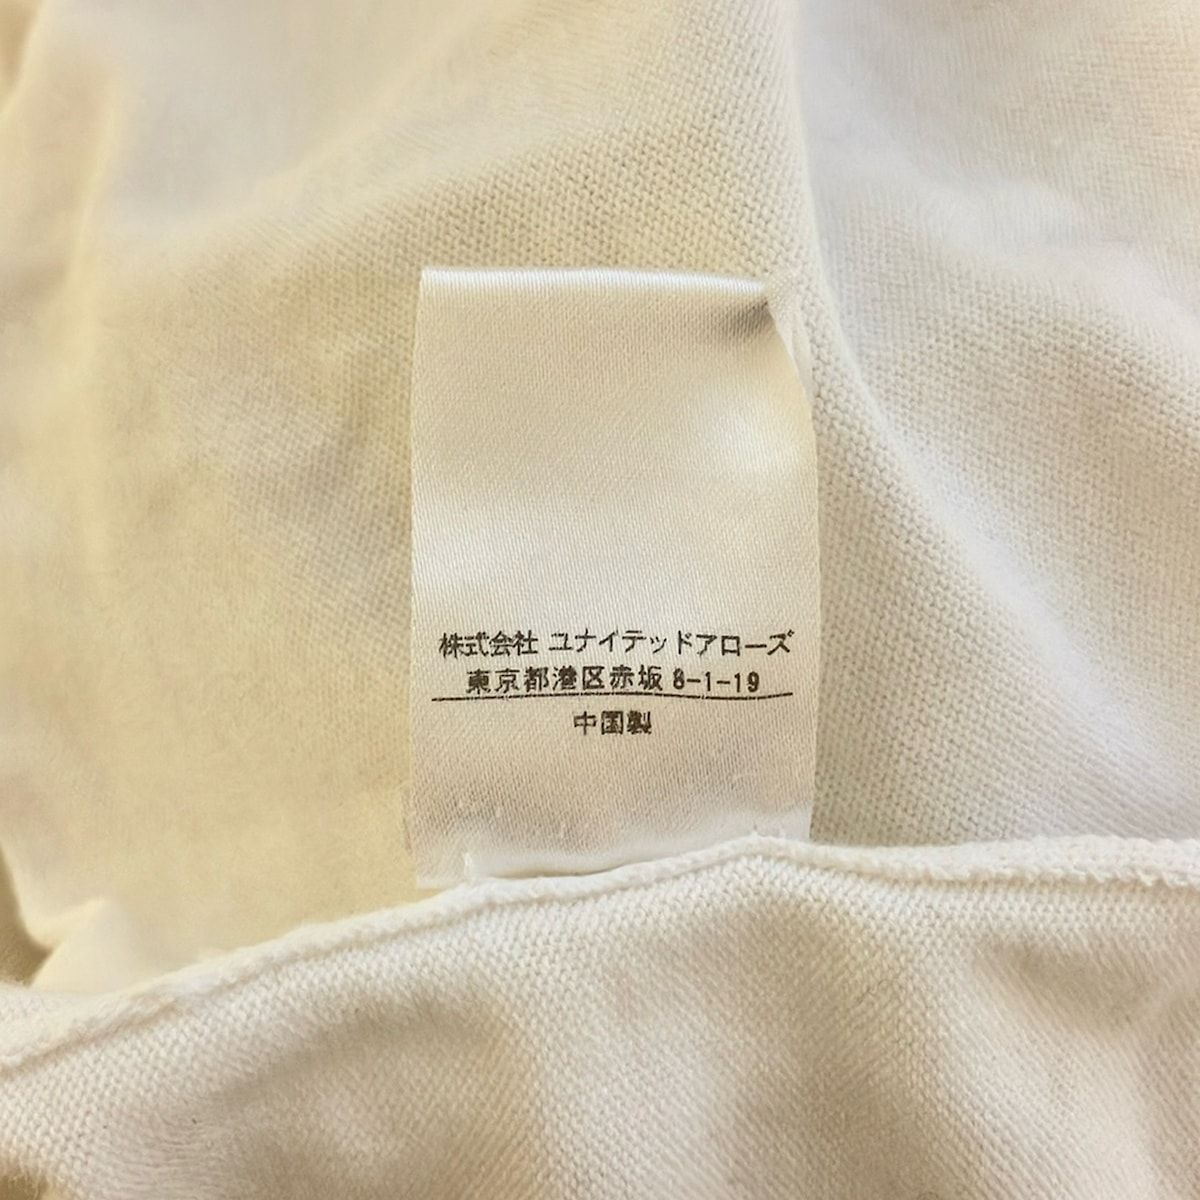 株式会社 ユナイテッドアローズ
東京都港区赤坂 8-1-19
中国製